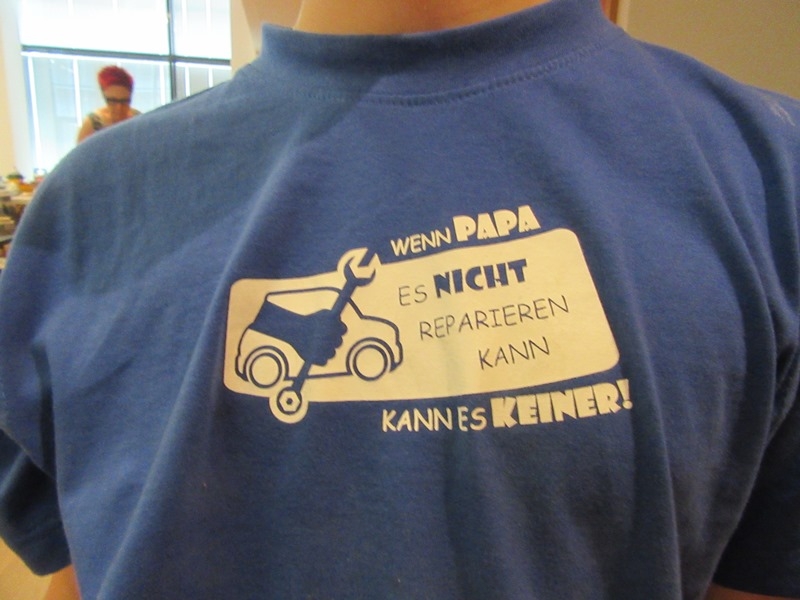 WENN PAPA
ES NICHT
REPARIEREN
KANN
KANN ES KEINER!